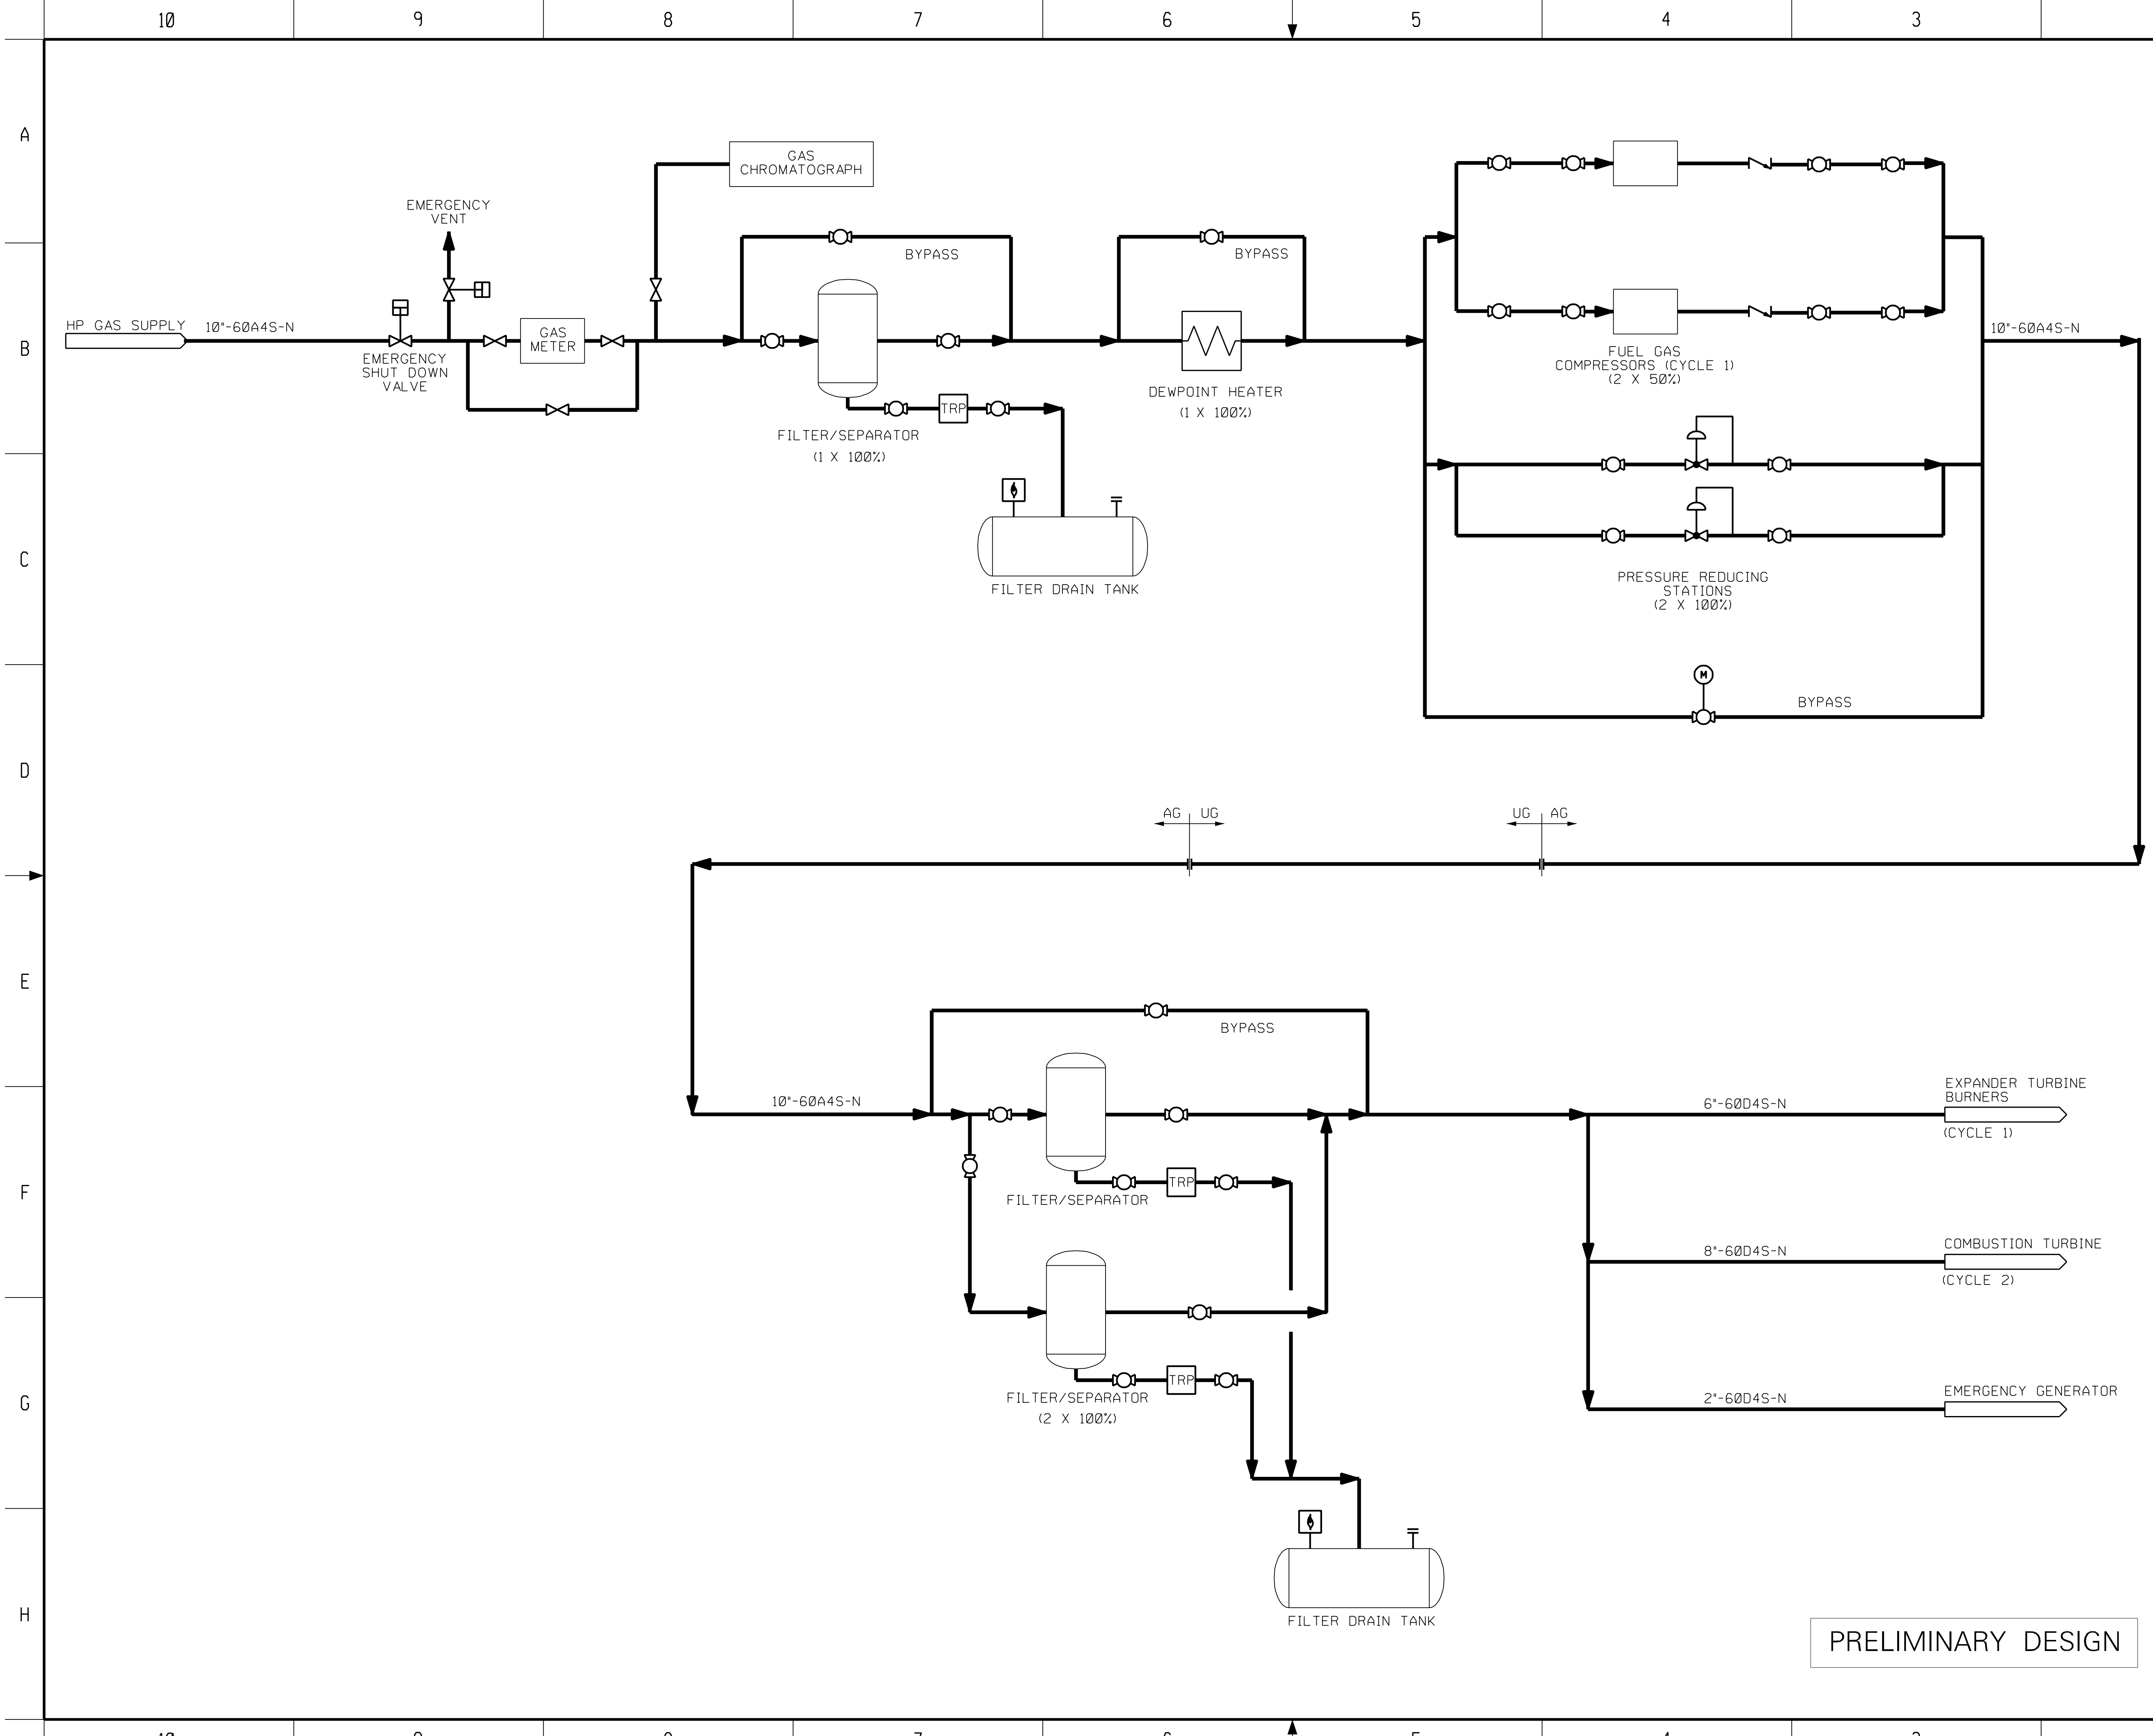 10 9 8 7 6 5 4 3
A
GAS
CHROMATOGRAPH
EMERGENCY
VENT
BYPASS
BYPASS
B
HP GAS SUPPLY
10"-60A4S-N
GAS
METER
10"-60A4S-N
EMERGENCY
SHUT DOWN
VALVE
FUEL GAS
COMPRESSORS (CYCLE 1)
(2 X 50%)
DEWPOINT HEATER
(1 X 100%)
TRP
FILTER/SEPARATOR
(1 X 100%)
C
FILTER DRAIN TANK
PRESSURE REDUCING
STATIONS
(2 X 100%)
M
BYPASS
D
AG UG
UG AG
E
BYPASS
10"-60A4S-N
6"-60D4S-N
EXPANDER TURBINE
BURNERS
(CYCLE 1)
F
TRP
FILTER/SEPARATOR
8"-60D4S-N
COMBUSTION TURBINE
(CYCLE 2)
G
TRP
FILTER/SEPARATOR
(2 X 100%)
2"-60D4S-N
EMERGENCY GENERATOR
H
FILTER DRAIN TANK
PRELIMINARY DESIGN